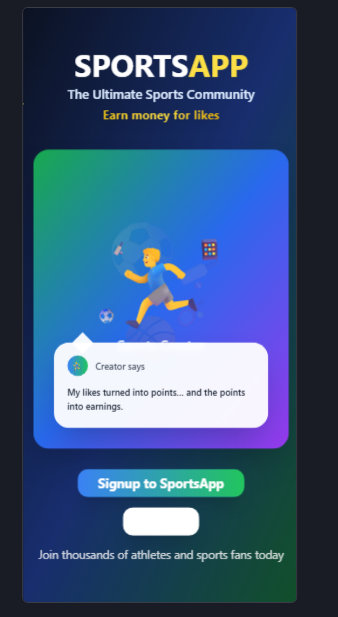 SPORTSAPP
The Ultimate Sports Community
Earn money for likes
Creator says
My likes turned into points... and the points
into earnings.
Signup to SportsApp
Join thousands of athletes and sports fans today